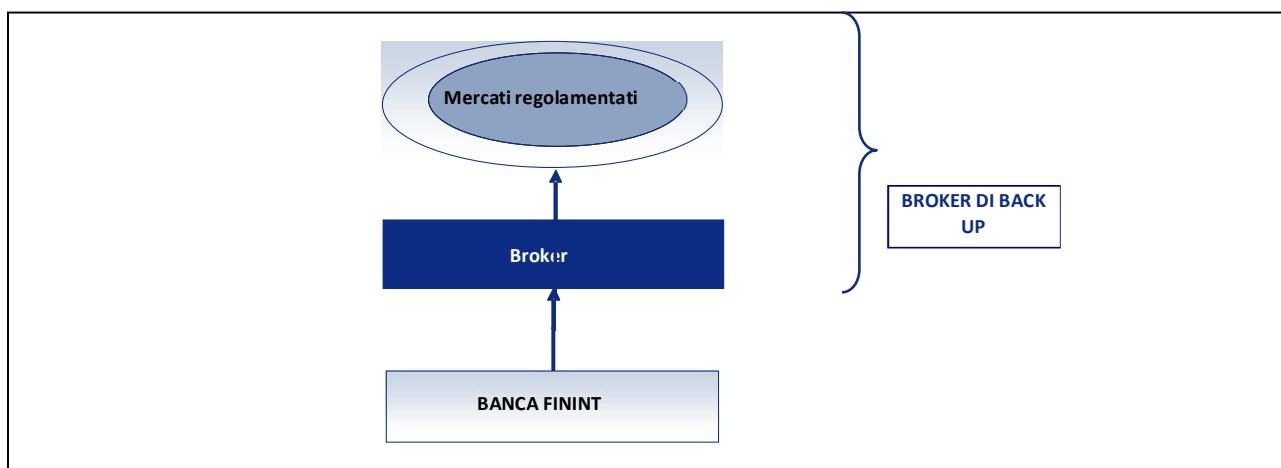 Mercati regolamentati
BROKER DI BACK
UP
Broker
BANCA FININT